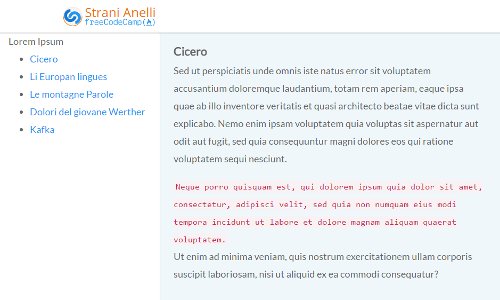 Strani Anelli
freeCodeCamp(🔥)
Lorem Ipsum
Cicero
Li Europan lingues
Le montagne Parole
Dolori del giovane Werther
Kafka
Cicero
Sed ut perspiciatis unde omnis iste natus error sit voluptatem
accusantium doloremque laudantium, totam rem aperiam, eaque ipsa
quae ab illo inventore veritatis et quasi architecto beatae vitae dicta sunt
explicabo. Nemo enim ipsam voluptatem quia voluptas sit aspernatur aut
odit aut fugit, sed quia consequuntur magni dolores eos qui ratione
voluptatem sequi nesciunt.
Neque porro quisquam est, qui dolorem ipsum quia dolor sit amet,
consectetur, adipisci velit, sed quia non numquam eius modi
tempora incidunt ut labore et dolore magnam aliquam quaerat
voluptatem.
Ut enim ad minima veniam, quis nostrum exercitationem ullam corporis
suscipit laboriosam, nisi ut aliquid ex ea commodi consequatur?